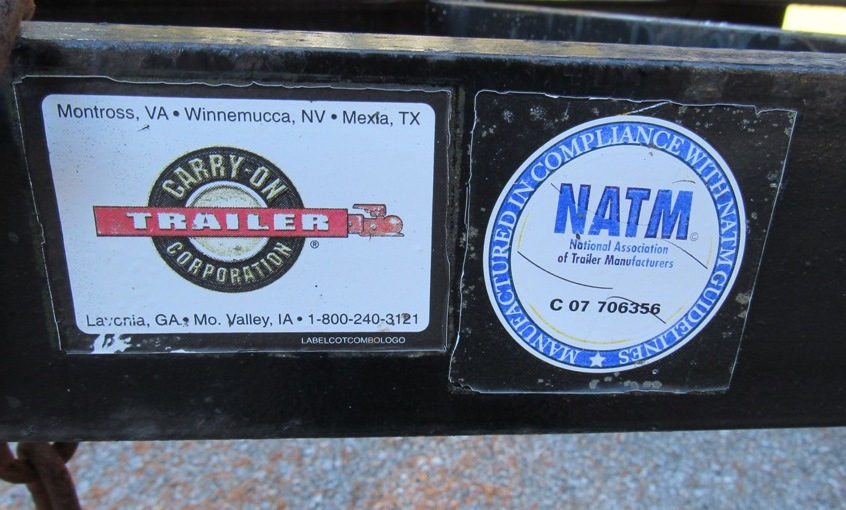 Montross, VA • Winnemucca, NV • Mexia, TX
CARRY-ON
TRAILER
CORPORATION ®
Lavonia, GA • Mo. Valley, IA • 1-800-240-3121
LABELCOTCOMBOLOGO
MANUFACTURED IN COMPLIANCE WITH NATM GUIDELINES
NATM ©
National Association
of Trailer Manufacturers
C 07 706356